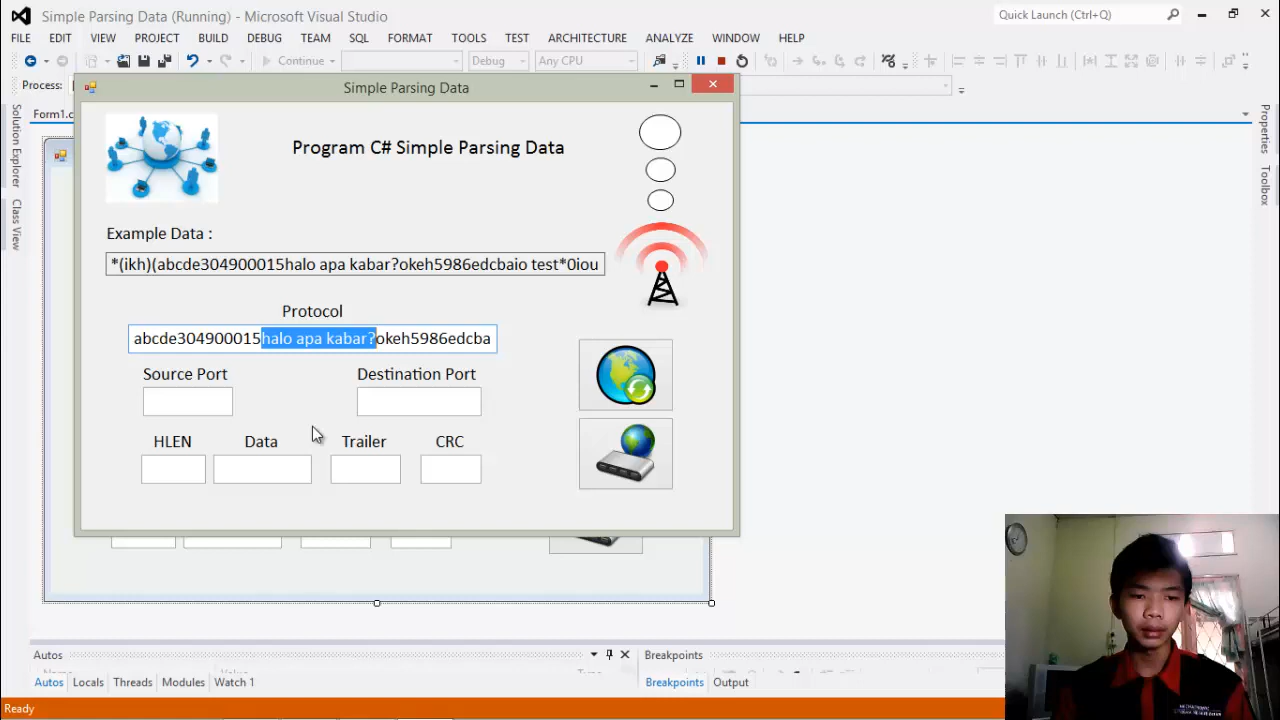 Simple Parsing Data (Running) - Microsoft Visual Studio
Quick Launch (Ctrl+Q)
FILE EDIT VIEW PROJECT BUILD DEBUG TEAM SQL FORMAT TOOLS TEST ARCHITECTURE ANALYZE WINDOW HELP
Continue Debug Any CPU
Process:
Form1.c
Solution Explorer
Class View
Properties
Toolbox
Simple Parsing Data
Program C# Simple Parsing Data
Example Data :
*(ikh)(abcde304900015halo apa kabar?okeh5986edcbaio test*0iou
Protocol
abcde304900015halo apa kabar?okeh5986edcba
Source Port Destination Port
HLEN Data Trailer CRC
Autos
Breakpoints
Autos Locals Threads Modules Watch 1
Breakpoints Output
Ready